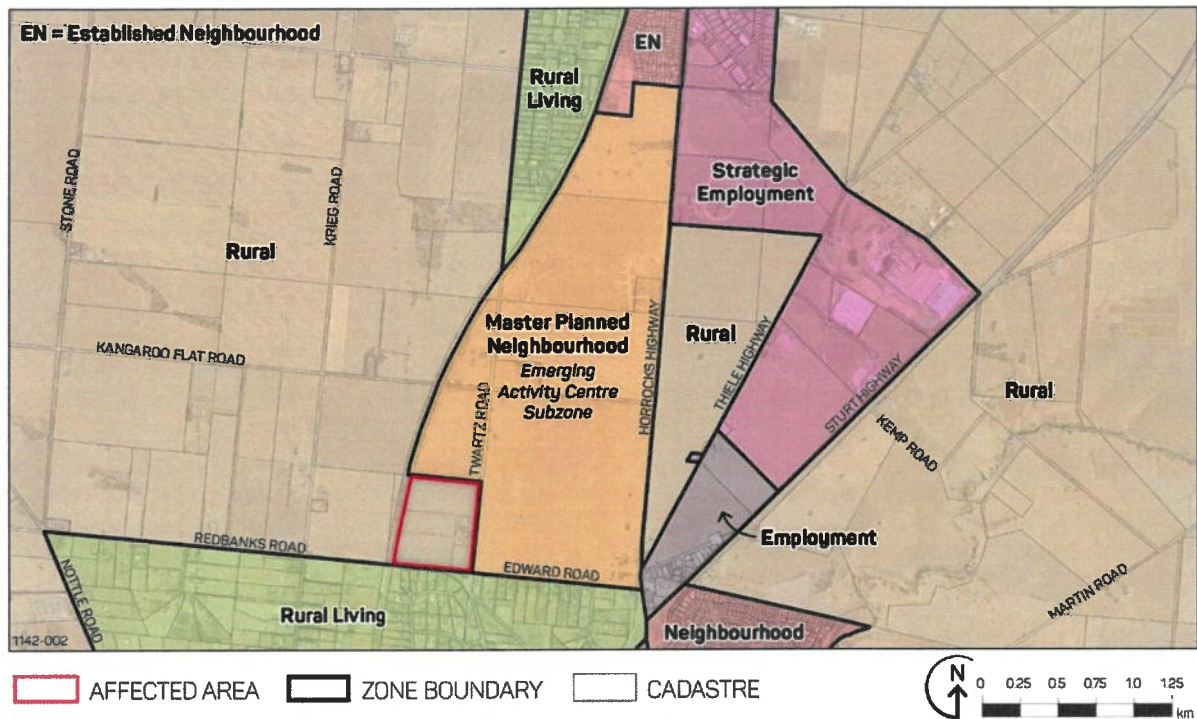 EN = Established Neighbourhood
EN
Rural
Living
STONE ROAD
KRIEG ROAD
Strategic
Employment
Rural
Master Planned
Neighbourhood
Emerging
Activity Centre
Subzone
HORROCKS HIGHWAY
Rural
THIELE HIGHWAY
KANGAROO FLAT ROAD
TWARTZ ROAD
STURT HIGHWAY
Rural
KEMP ROAD
REDBANKS ROAD
EDWARD ROAD
Employment
NOTTLE ROAD
Rural Living
MARTIN ROAD
Neighbourhood
1142-002
AFFECTED AREA
ZONE BOUNDARY
CADASTRE
N
0 0.25 0.5 0.75 1.0 1.25
km